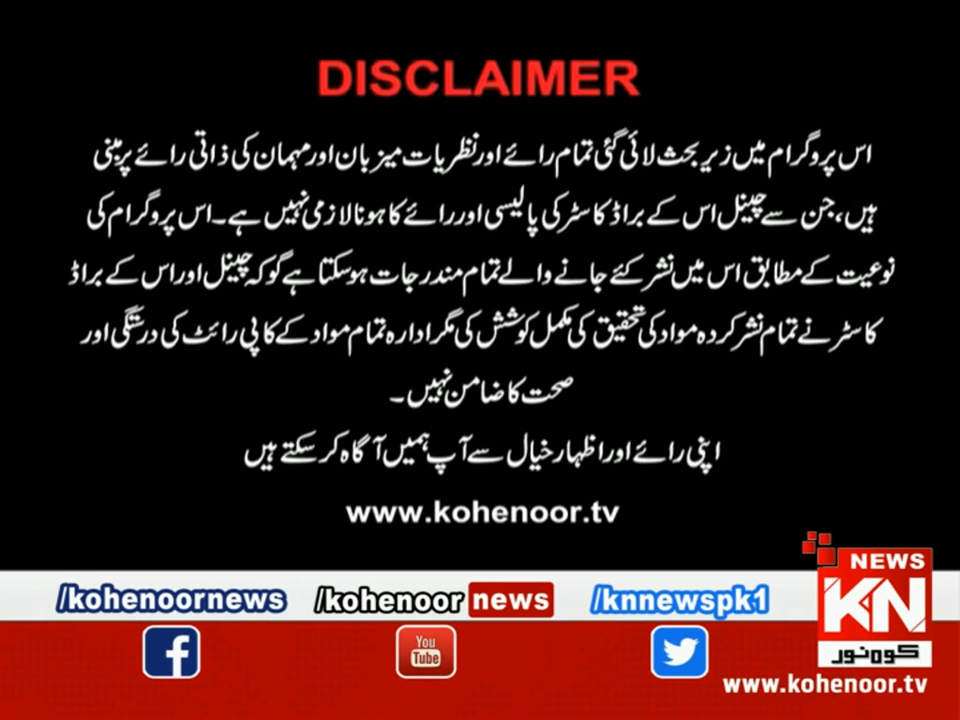 DISCLAIMER
اس پروگرام میں زیر بحث لائی گئی تمام رائے اور نظریات میزبان اور مہمان کی ذاتی رائے پر مبنی
ہیں، جن سے چینل اس کے براڈ کاسٹر کی پالیسی اور رائے کا ہونا لازمی نہیں ہے۔ اس پروگرام کی
نوعیت کے مطابق اس میں نشر کئے جانے والے تمام مندرجات ہو سکتا ہے گو کہ چینل اور اس کے براڈ
کاسٹر نے تمام نشر کردہ مواد کی تحقیق کی مکمل کوشش کی مگر ادارہ تمام مواد کے کاپی رائٹ کی درستگی اور
صحت کا ضامن نہیں۔
اپنی رائے اور اظہار خیال سے آپ ہمیں آگاہ کر سکتے ہیں
www.kohenoor.tv
/kohenoornews
/kohenoor news
/knnewspk1
f
You Tube
NEWS
KN
کوہ نور
www.kohenoor.tv